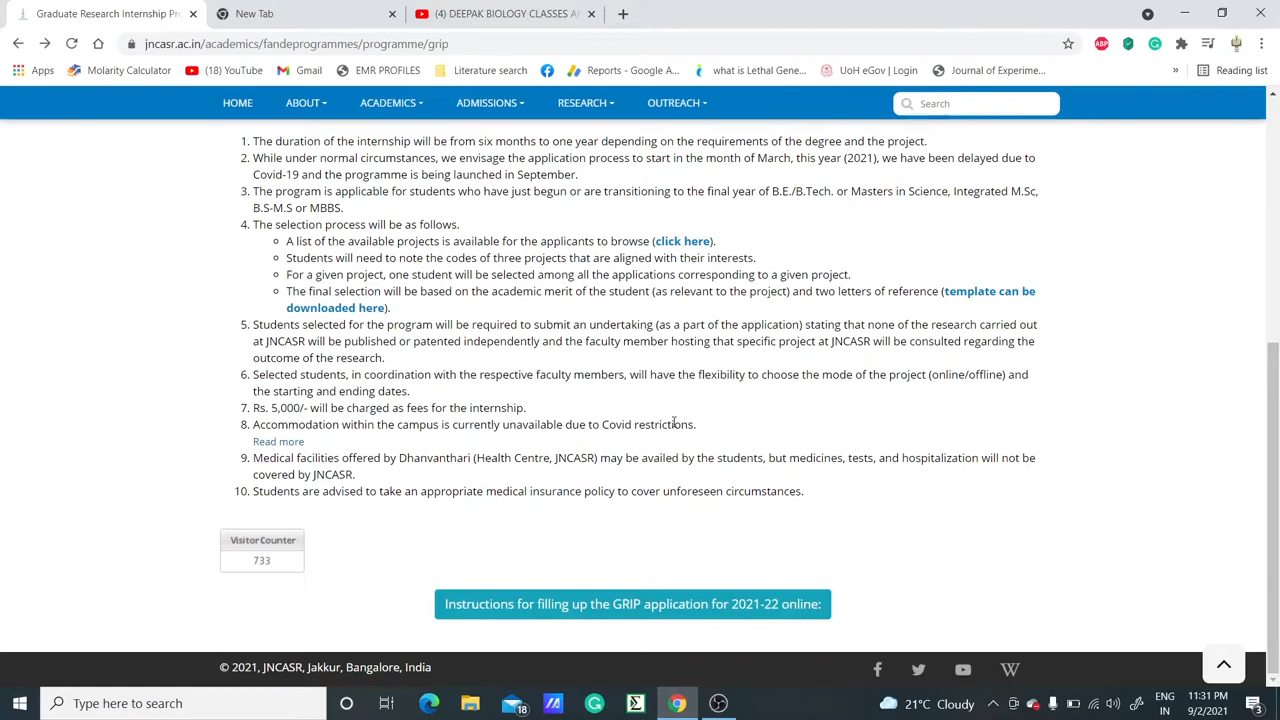 Graduate Research Internship Pr
New Tab
(4) DEEPAK BIOLOGY CLASSES A
jncasr.ac.in/academics/fandeprogrammes/programme/grip
ABP
Apps
Molarity Calculator
(18) YouTube
Gmail
EMR PROFILES
Literature search
Reports - Google A...
what is Lethal Gene...
UoH eGov | Login
Journal of Experime...
»
Reading list
HOME
ABOUT
ACADEMICS
ADMISSIONS
RESEARCH
OUTREACH
Search
1. The duration of the internship will be from six months to one year depending on the requirements of the degree and the project.
2. While under normal circumstances, we envisage the application process to start in the month of March, this year (2021), we have been delayed due to
Covid-19 and the programme is being launched in September.
3. The program is applicable for students who have just begun or are transitioning to the final year of B.E./B.Tech. or Masters in Science, Integrated M.Sc,
B.S-M.S or MBBS.
4. The selection process will be as follows.
A list of the available projects is available for the applicants to browse (click here).
Students will need to note the codes of three projects that are aligned with their interests.
For a given project, one student will be selected among all the applications corresponding to a given project.
The final selection will be based on the academic merit of the student (as relevant to the project) and two letters of reference (template can be
downloaded here).
5. Students selected for the program will be required to submit an undertaking (as a part of the application) stating that none of the research carried out
at JNCASR will be published or patented independently and the faculty member hosting that specific project at JNCASR will be consulted regarding the
outcome of the research.
6. Selected students, in coordination with the respective faculty members, will have the flexibility to choose the mode of the project (online/offline) and
the starting and ending dates.
7. Rs. 5,000/- will be charged as fees for the internship.
8. Accommodation within the campus is currently unavailable due to Covid restrictions.
Read more
9. Medical facilities offered by Dhanvanthari (Health Centre, JNCASR) may be availed by the students, but medicines, tests, and hospitalization will not be
covered by JNCASR.
10. Students are advised to take an appropriate medical insurance policy to cover unforeseen circumstances.
Visitor Counter
733
Instructions for filling up the GRIP application for 2021-22 online:
© 2021, JNCASR, Jakkur, Bangalore, India
Type here to search
18
21°C Cloudy
ENG
IN
11:31 PM
9/2/2021
3